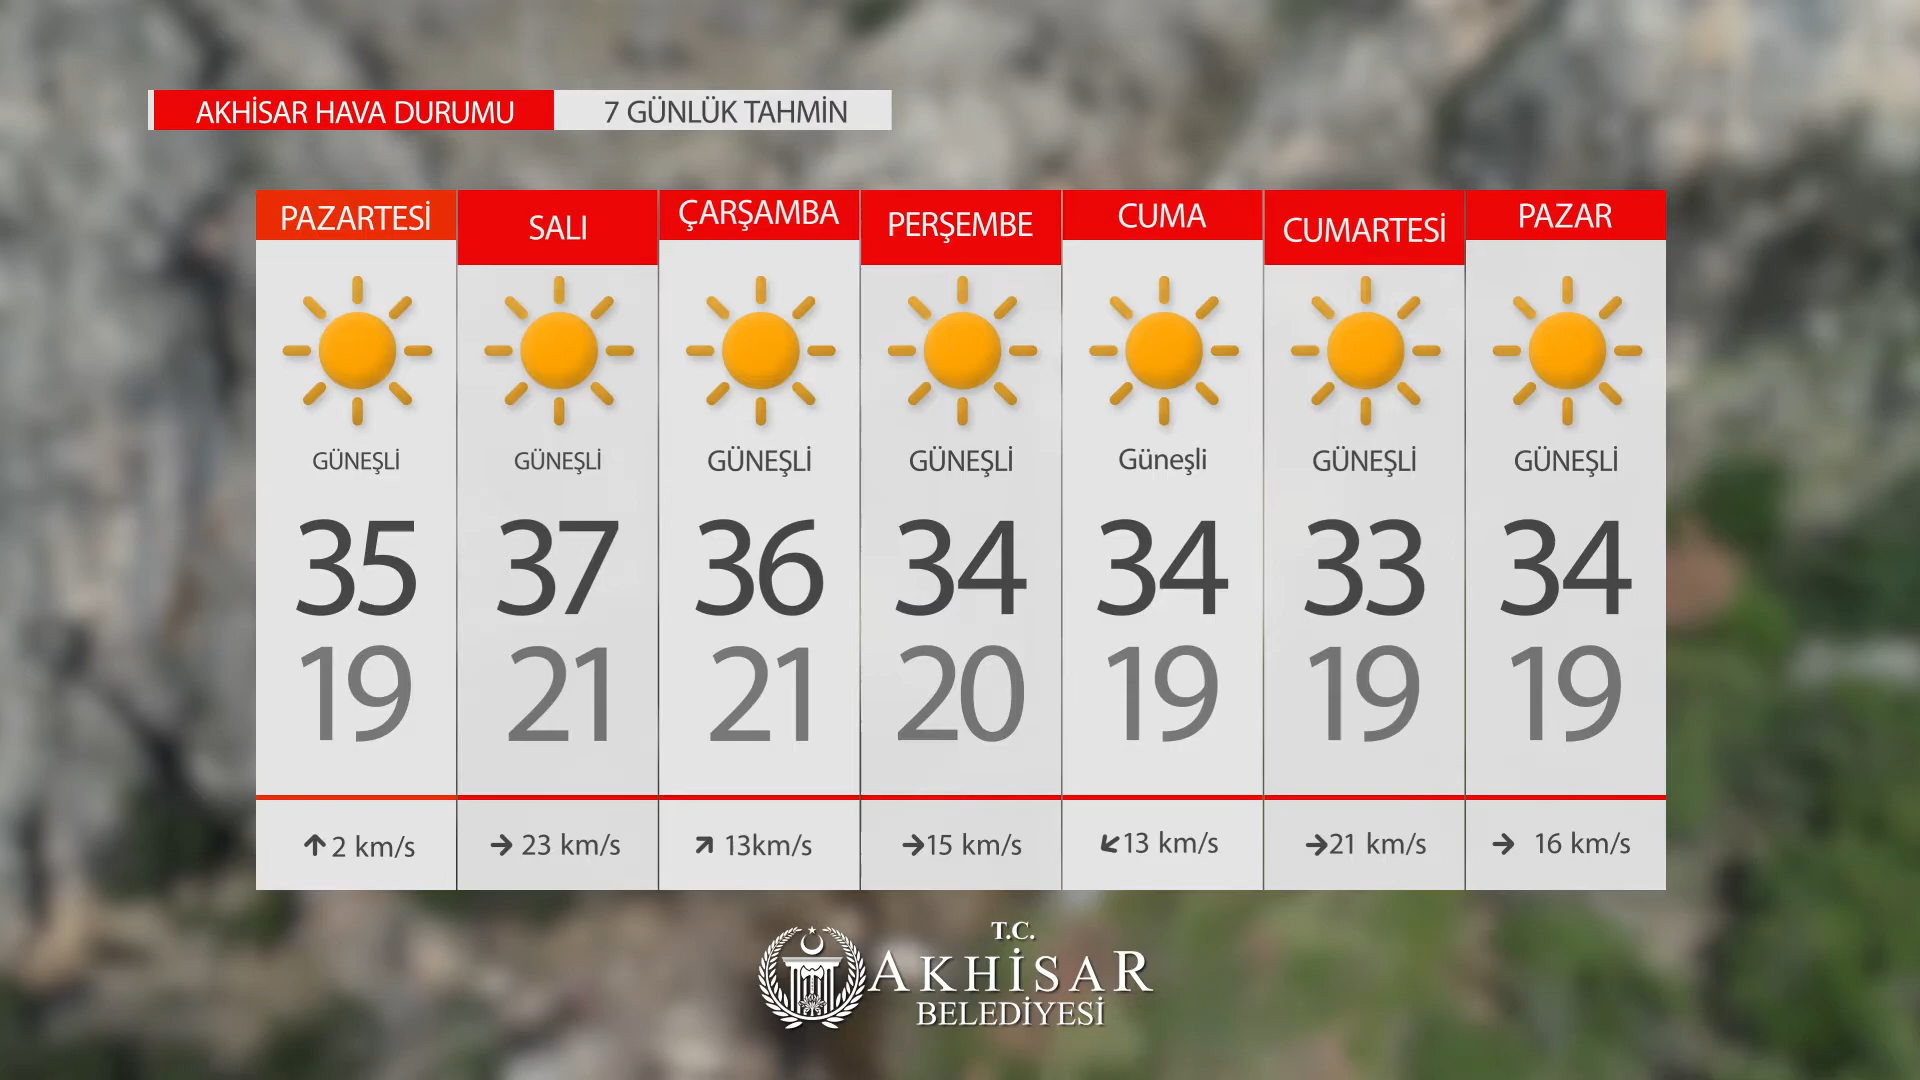 AKHİSAR HAVA DURUMU
7 GÜNLÜK TAHMİN
PAZARTESİ
GÜNEŞLİ
35
19
2 km/s
SALI
GÜNEŞLİ
37
21
23 km/s
ÇARŞAMBA
GÜNEŞLİ
36
21
13km/s
PERŞEMBE
GÜNEŞLİ
34
20
15 km/s
CUMA
Güneşli
34
19
13 km/s
CUMARTESİ
GÜNEŞLİ
33
19
21 km/s
PAZAR
GÜNEŞLİ
34
19
16 km/s
T.C.
AKHİSAR
BELEDİYESİ